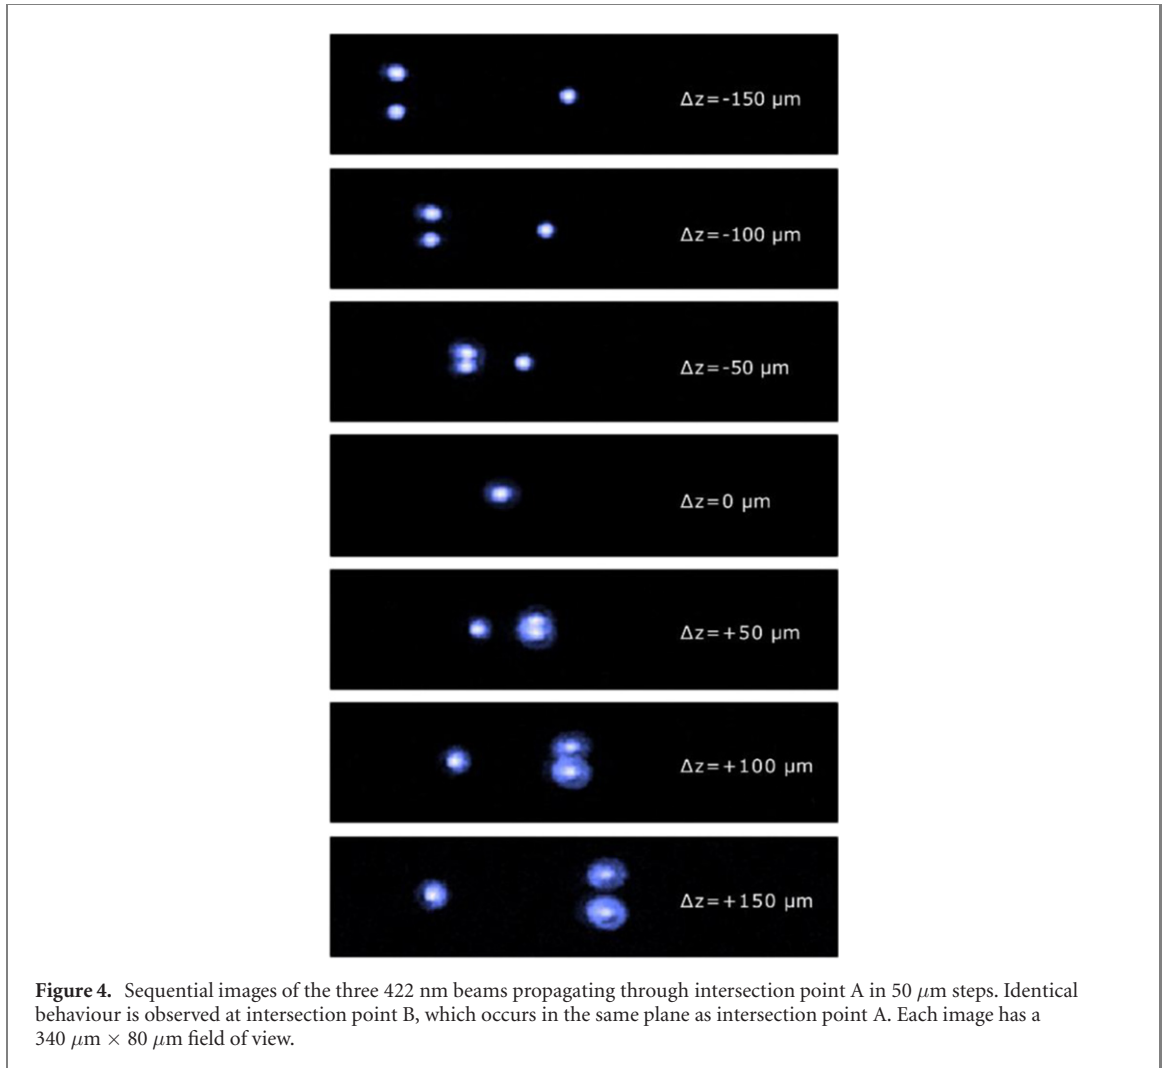 Δz=-150 μm
Δz=-100 μm
Δz=-50 μm
Δz=0 μm
Δz=+50 μm
Δz=+100 μm
Δz=+150 μm
Figure 4. Sequential images of the three 422 nm beams propagating through intersection point A in 50 μm steps. Identical
behaviour is observed at intersection point B, which occurs in the same plane as intersection point A. Each image has a
340 μm × 80 μm field of view.